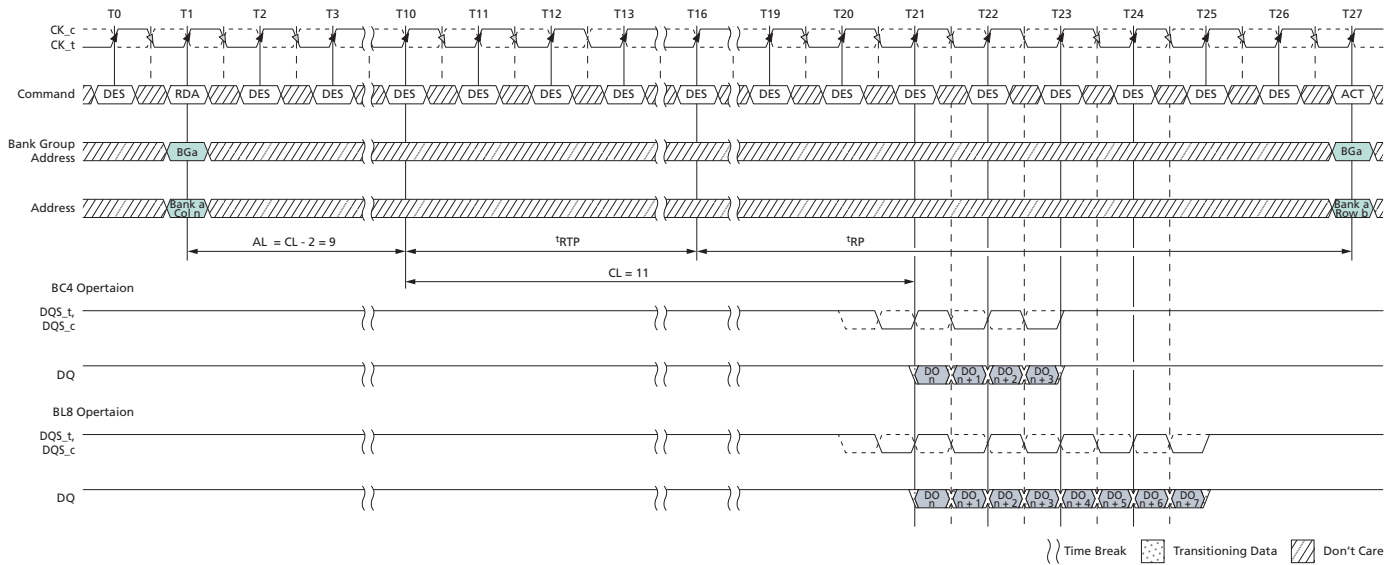 T0 T1 T2 T3 T10 T11 T12 T13 T16 T19 T20 T21 T22 T23 T24 T25 T26 T27
CK_c
CK_t
Command DES RDA DES DES DES DES DES DES DES DES DES DES DES DES DES DES DES ACT
Bank Group
Address BGa BGa
Address Bank a
Col n Bank a
Row b
AL = CL - 2 = 9 tRTP tRP
CL = 11
BC4 Opertaion
DQS_t,
DQS_c
DQ DO
n DO
n + 1 DO
n + 2 DO
n + 3
BL8 Opertaion
DQS_t,
DQS_c
DQ DO
n DO
n + 1 DO
n + 2 DO
n + 3 DO
n + 4 DO
n + 5 DO
n + 6 DO
n + 7
Time Break Transitioning Data Don't Care